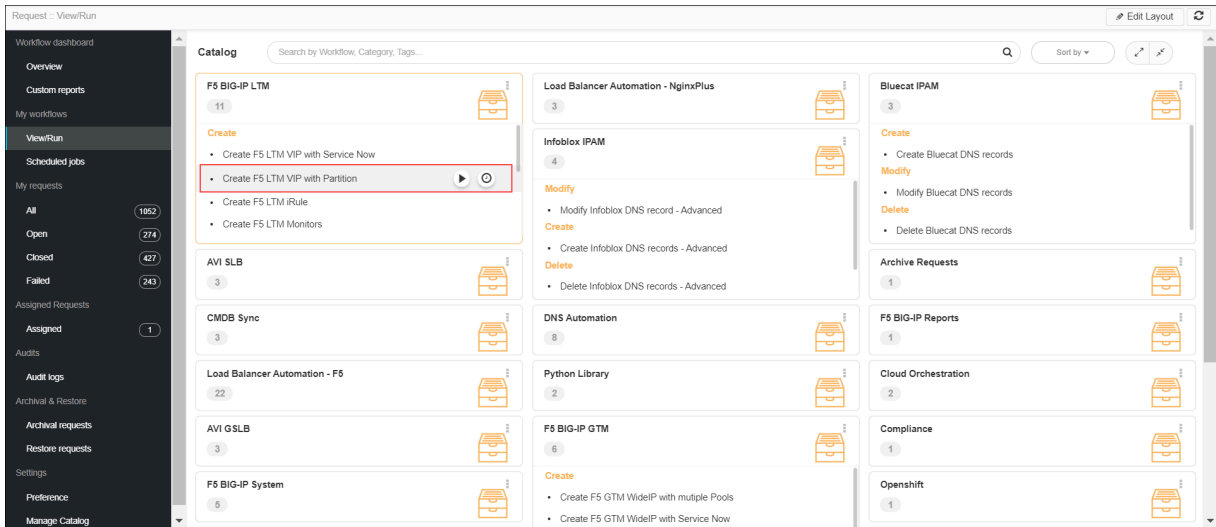 Request :: View/Run
Edit Layout
Workflow dashboard
Overview
Custom reports
My workflows
View/Run
Scheduled jobs
My requests
All 1052
Open 274
Closed 427
Failed 243
Assigned Requests
Assigned 1
Audits
Audit logs
Archival & Restore
Archival requests
Restore requests
Settings
Preference
Manage Catalog
Catalog
Search by Workflow, Category, Tags...
Sort by
F5 BIG-IP LTM
11
Create
• Create F5 LTM VIP with Service Now
• Create F5 LTM VIP with Partition
• Create F5 LTM iRule
• Create F5 LTM Monitors
AVI SLB
3
CMDB Sync
3
Load Balancer Automation - F5
22
AVI GSLB
3
F5 BIG-IP System
5
Load Balancer Automation - NginxPlus
3
Infoblox IPAM
4
Modify
• Modify Infoblox DNS record - Advanced
Create
• Create Infoblox DNS records - Advanced
Delete
• Delete Infoblox DNS records - Advanced
DNS Automation
8
Python Library
2
F5 BIG-IP GTM
6
Create
• Create F5 GTM WideIP with mutiple Pools
• Create F5 GTM WideIP with Service Now
Bluecat IPAM
3
Create
• Create Bluecat DNS records
Modify
• Modify Bluecat DNS records
Delete
• Delete Bluecat DNS records
Archive Requests
1
F5 BIG-IP Reports
1
Cloud Orchestration
2
Compliance
1
Openshift
1